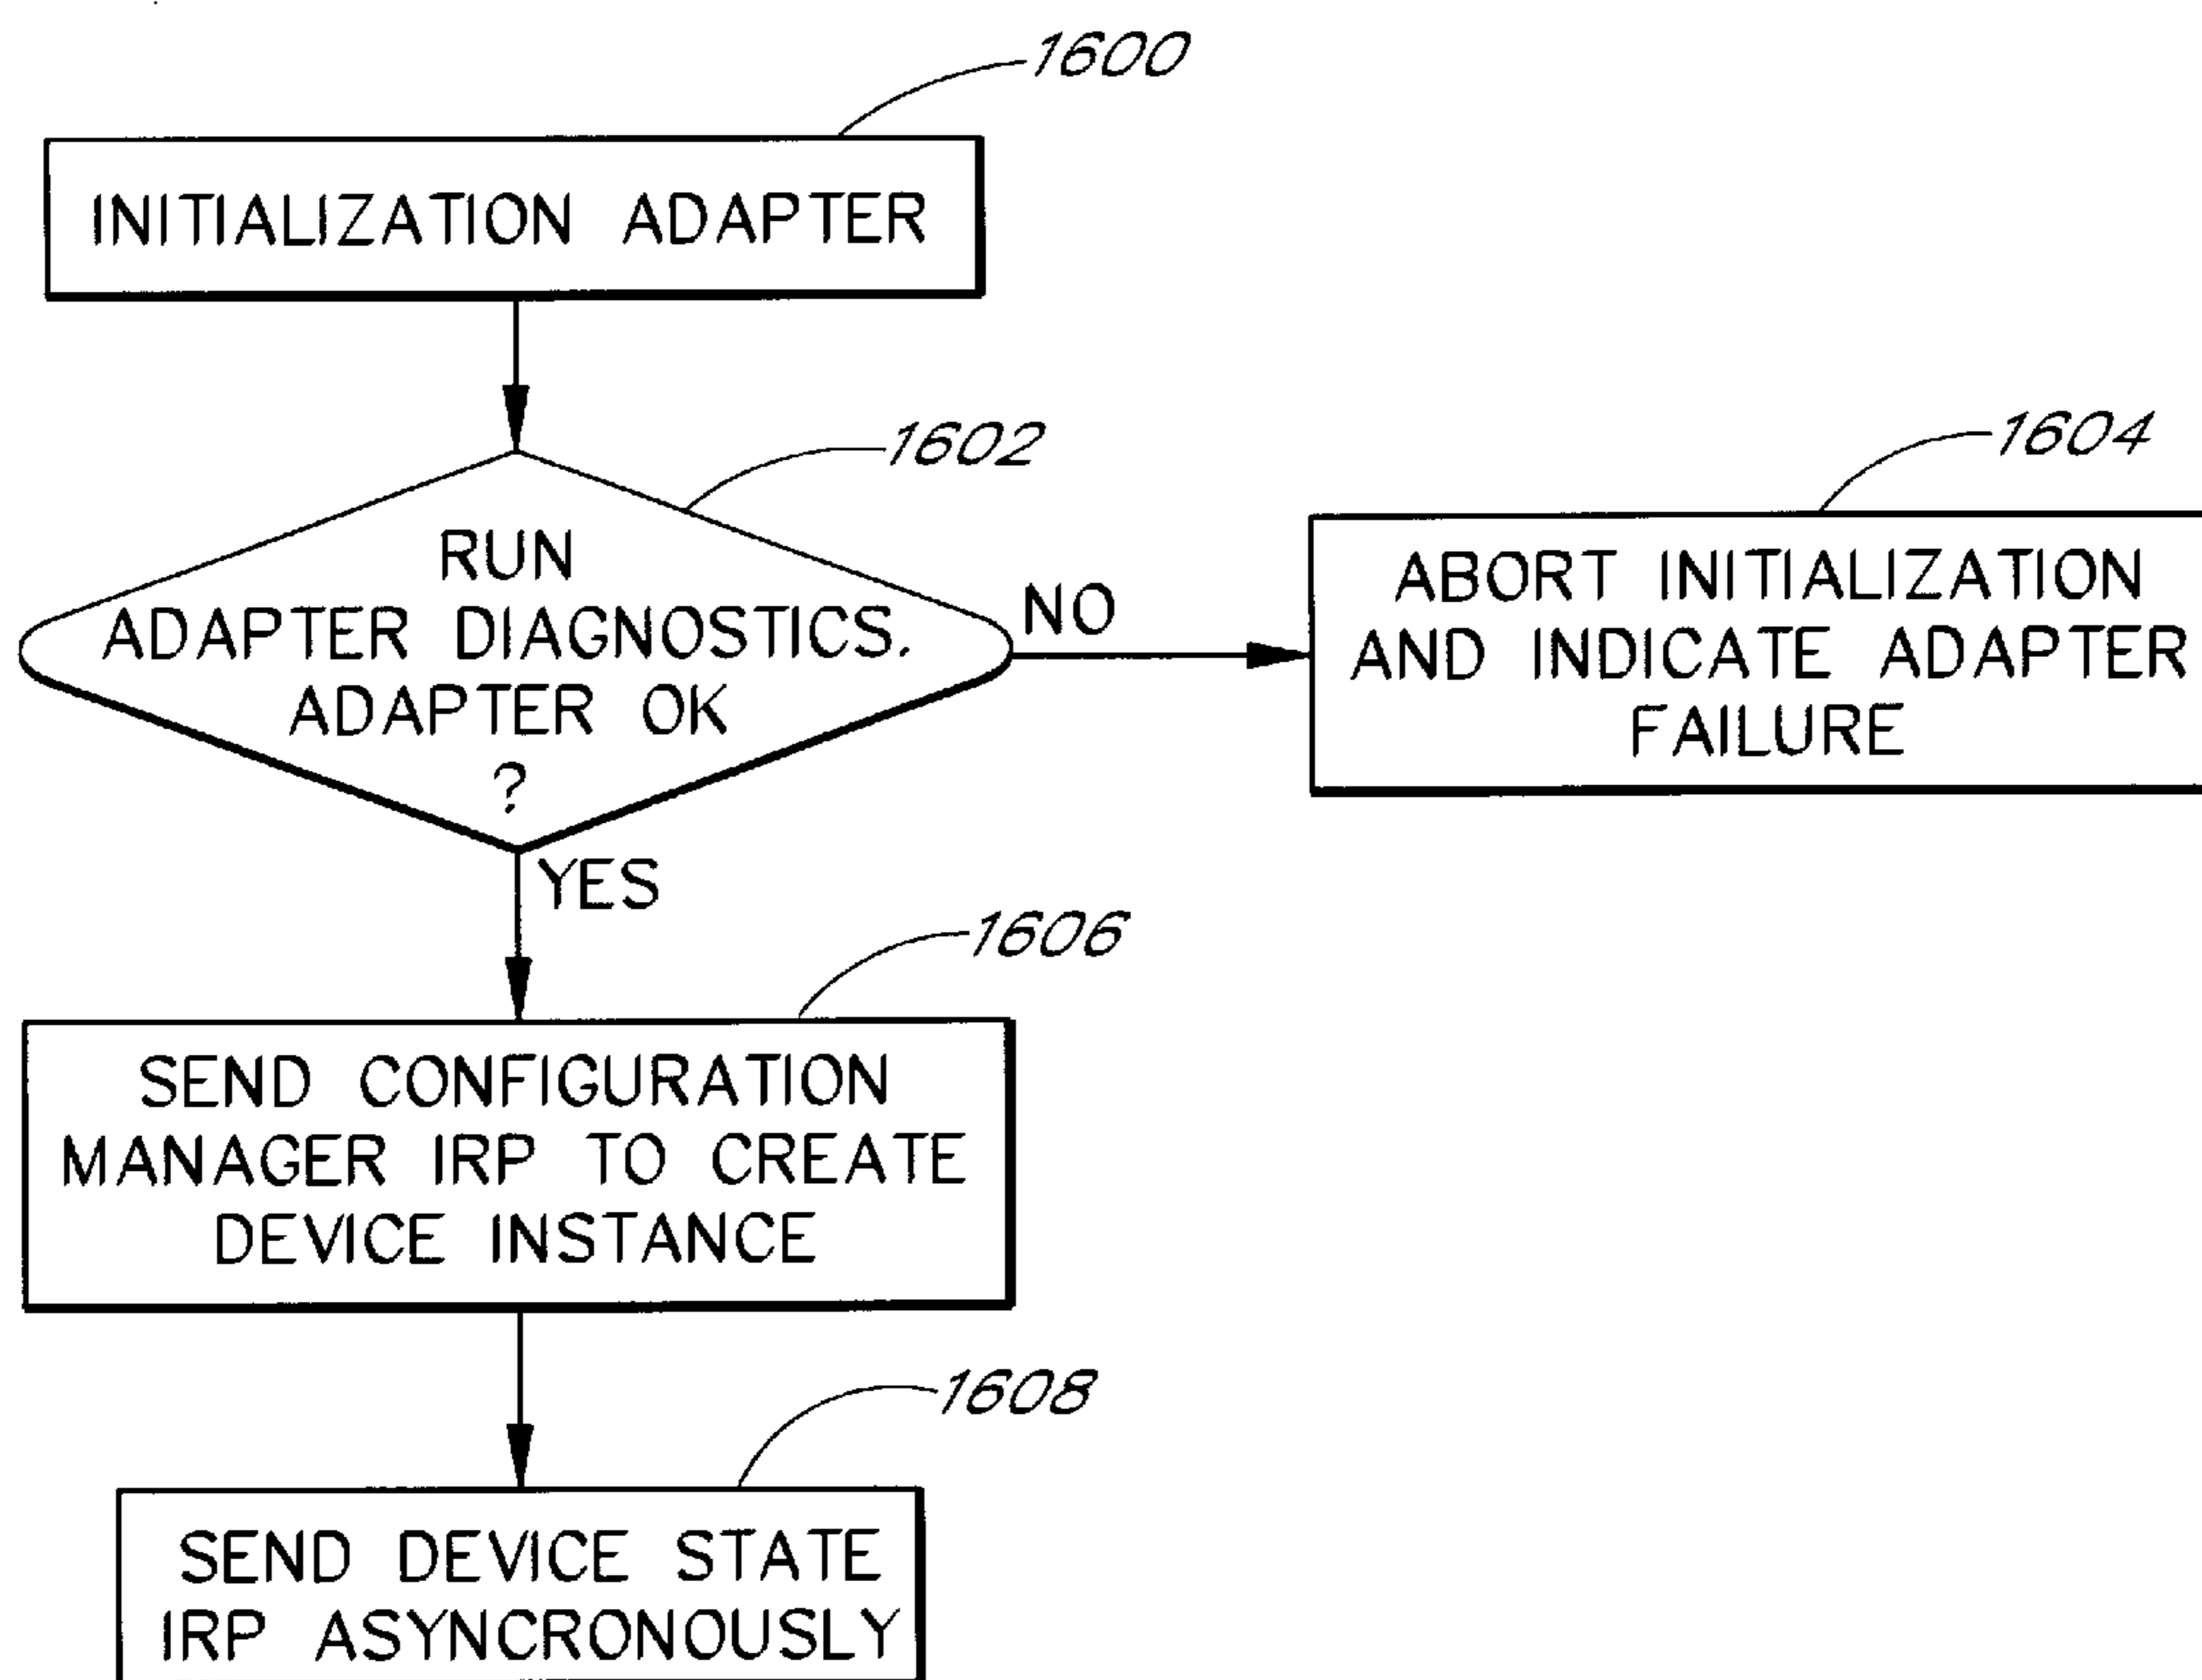 1600
INITIALIZATION ADAPTER
1602
RUN
ADAPTER DIAGNOSTICS.
ADAPTER OK
?
NO
1604
ABORT INITIALIZATION
AND INDICATE ADAPTER
FAILURE
YES
1606
SEND CONFIGURATION
MANAGER IRP TO CREATE
DEVICE INSTANCE
1608
SEND DEVICE STATE
IRP ASYNCRONOUSLY